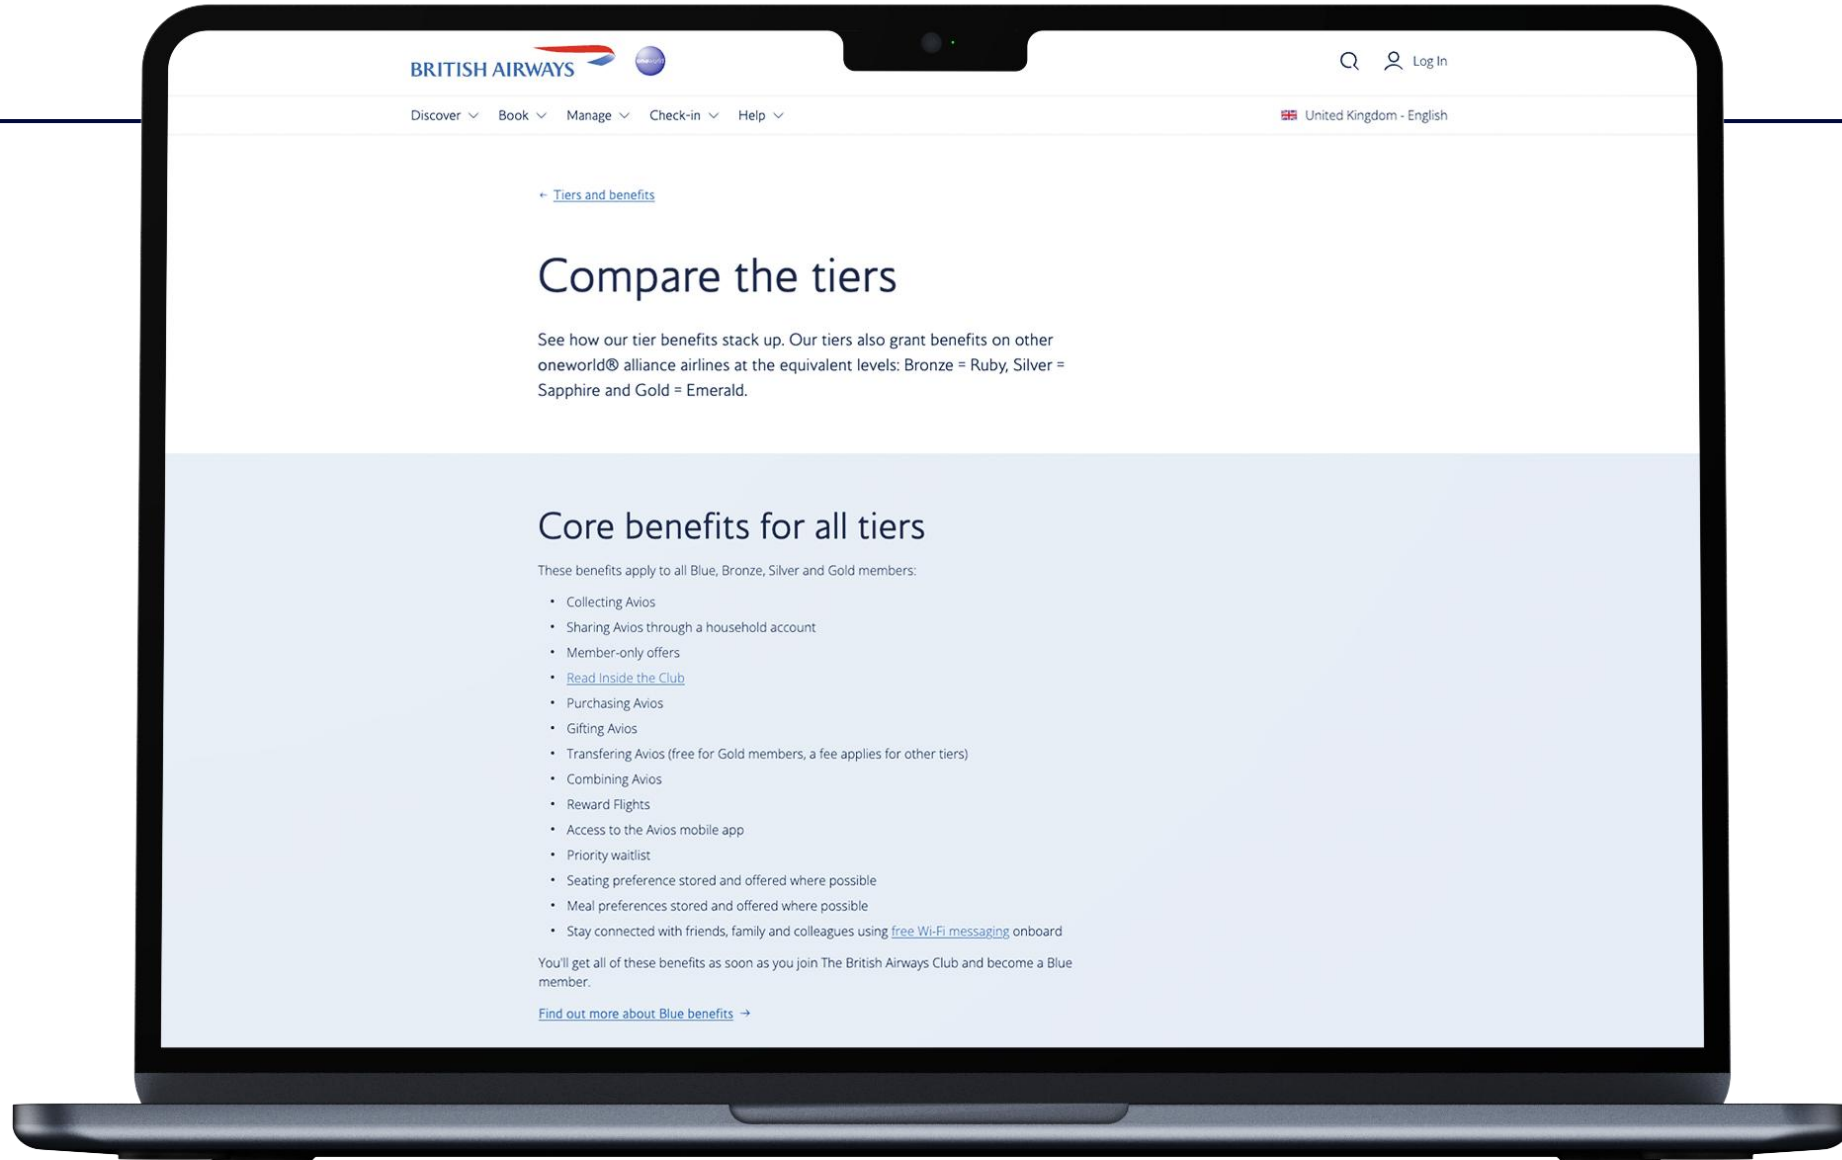 BRITISH AIRWAYS
oneworld
Log In
Discover
Book
Manage
Check-in
Help
United Kingdom - English
← Tiers and benefits
Compare the tiers
See how our tier benefits stack up. Our tiers also grant benefits on other
oneworld® alliance airlines at the equivalent levels: Bronze = Ruby, Silver =
Sapphire and Gold = Emerald.
Core benefits for all tiers
These benefits apply to all Blue, Bronze, Silver and Gold members:
• Collecting Avios
• Sharing Avios through a household account
• Member-only offers
• Read Inside the Club
• Purchasing Avios
• Gifting Avios
• Transfering Avios (free for Gold members, a fee applies for other tiers)
• Combining Avios
• Reward Flights
• Access to the Avios mobile app
• Priority waitlist
• Seating preference stored and offered where possible
• Meal preferences stored and offered where possible
• Stay connected with friends, family and colleagues using free Wi-Fi messaging onboard
You'll get all of these benefits as soon as you join The British Airways Club and become a Blue
member.
Find out more about Blue benefits →